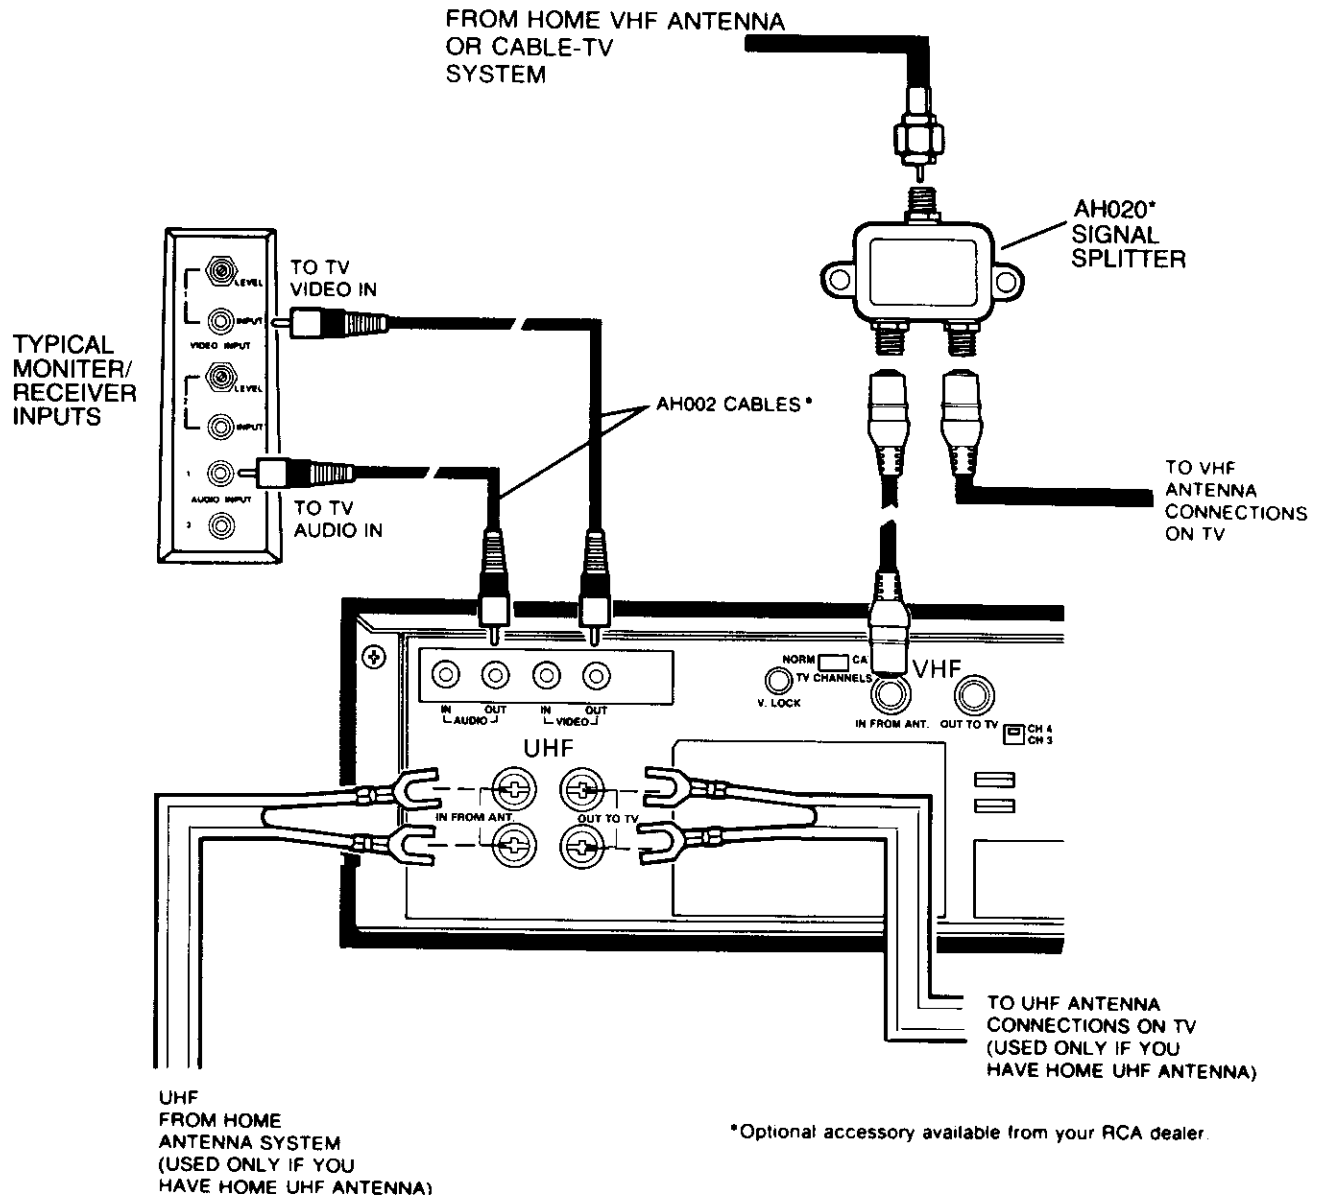 FROM HOME VHF ANTENNA
OR CABLE-TV
SYSTEM
AH020*
SIGNAL
SPLITTER
TO TV
VIDEO IN
LEVEL
1
INPUT
VIDEO INPUT
LEVEL
2
INPUT
1
AUDIO INPUT
2
TYPICAL
MONITER/
RECEIVER
INPUTS
AH002 CABLES*
TO TV
AUDIO IN
TO VHF
ANTENNA
CONNECTIONS
ON TV
NORM CA
TV CHANNELS
VHF
V. LOCK
IN FROM ANT. OUT TO TV
CH 4
CH 3
IN OUT IN OUT
AUDIO VIDEO
UHF
IN FROM ANT. OUT TO TV
TO UHF ANTENNA
CONNECTIONS ON TV
(USED ONLY IF YOU
HAVE HOME UHF ANTENNA)
UHF
FROM HOME
ANTENNA SYSTEM
(USED ONLY IF YOU
HAVE HOME UHF ANTENNA)
*Optional accessory available from your RCA dealer.